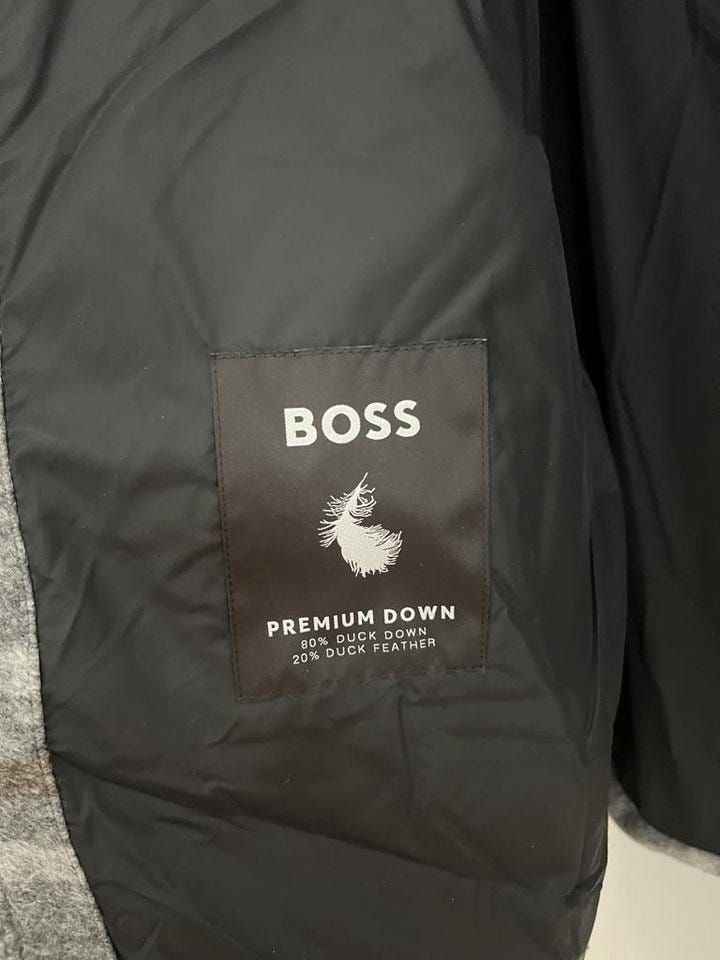 BOSS
PREMIUM DOWN
80% DUCK DOWN
20% DUCK FEATHER